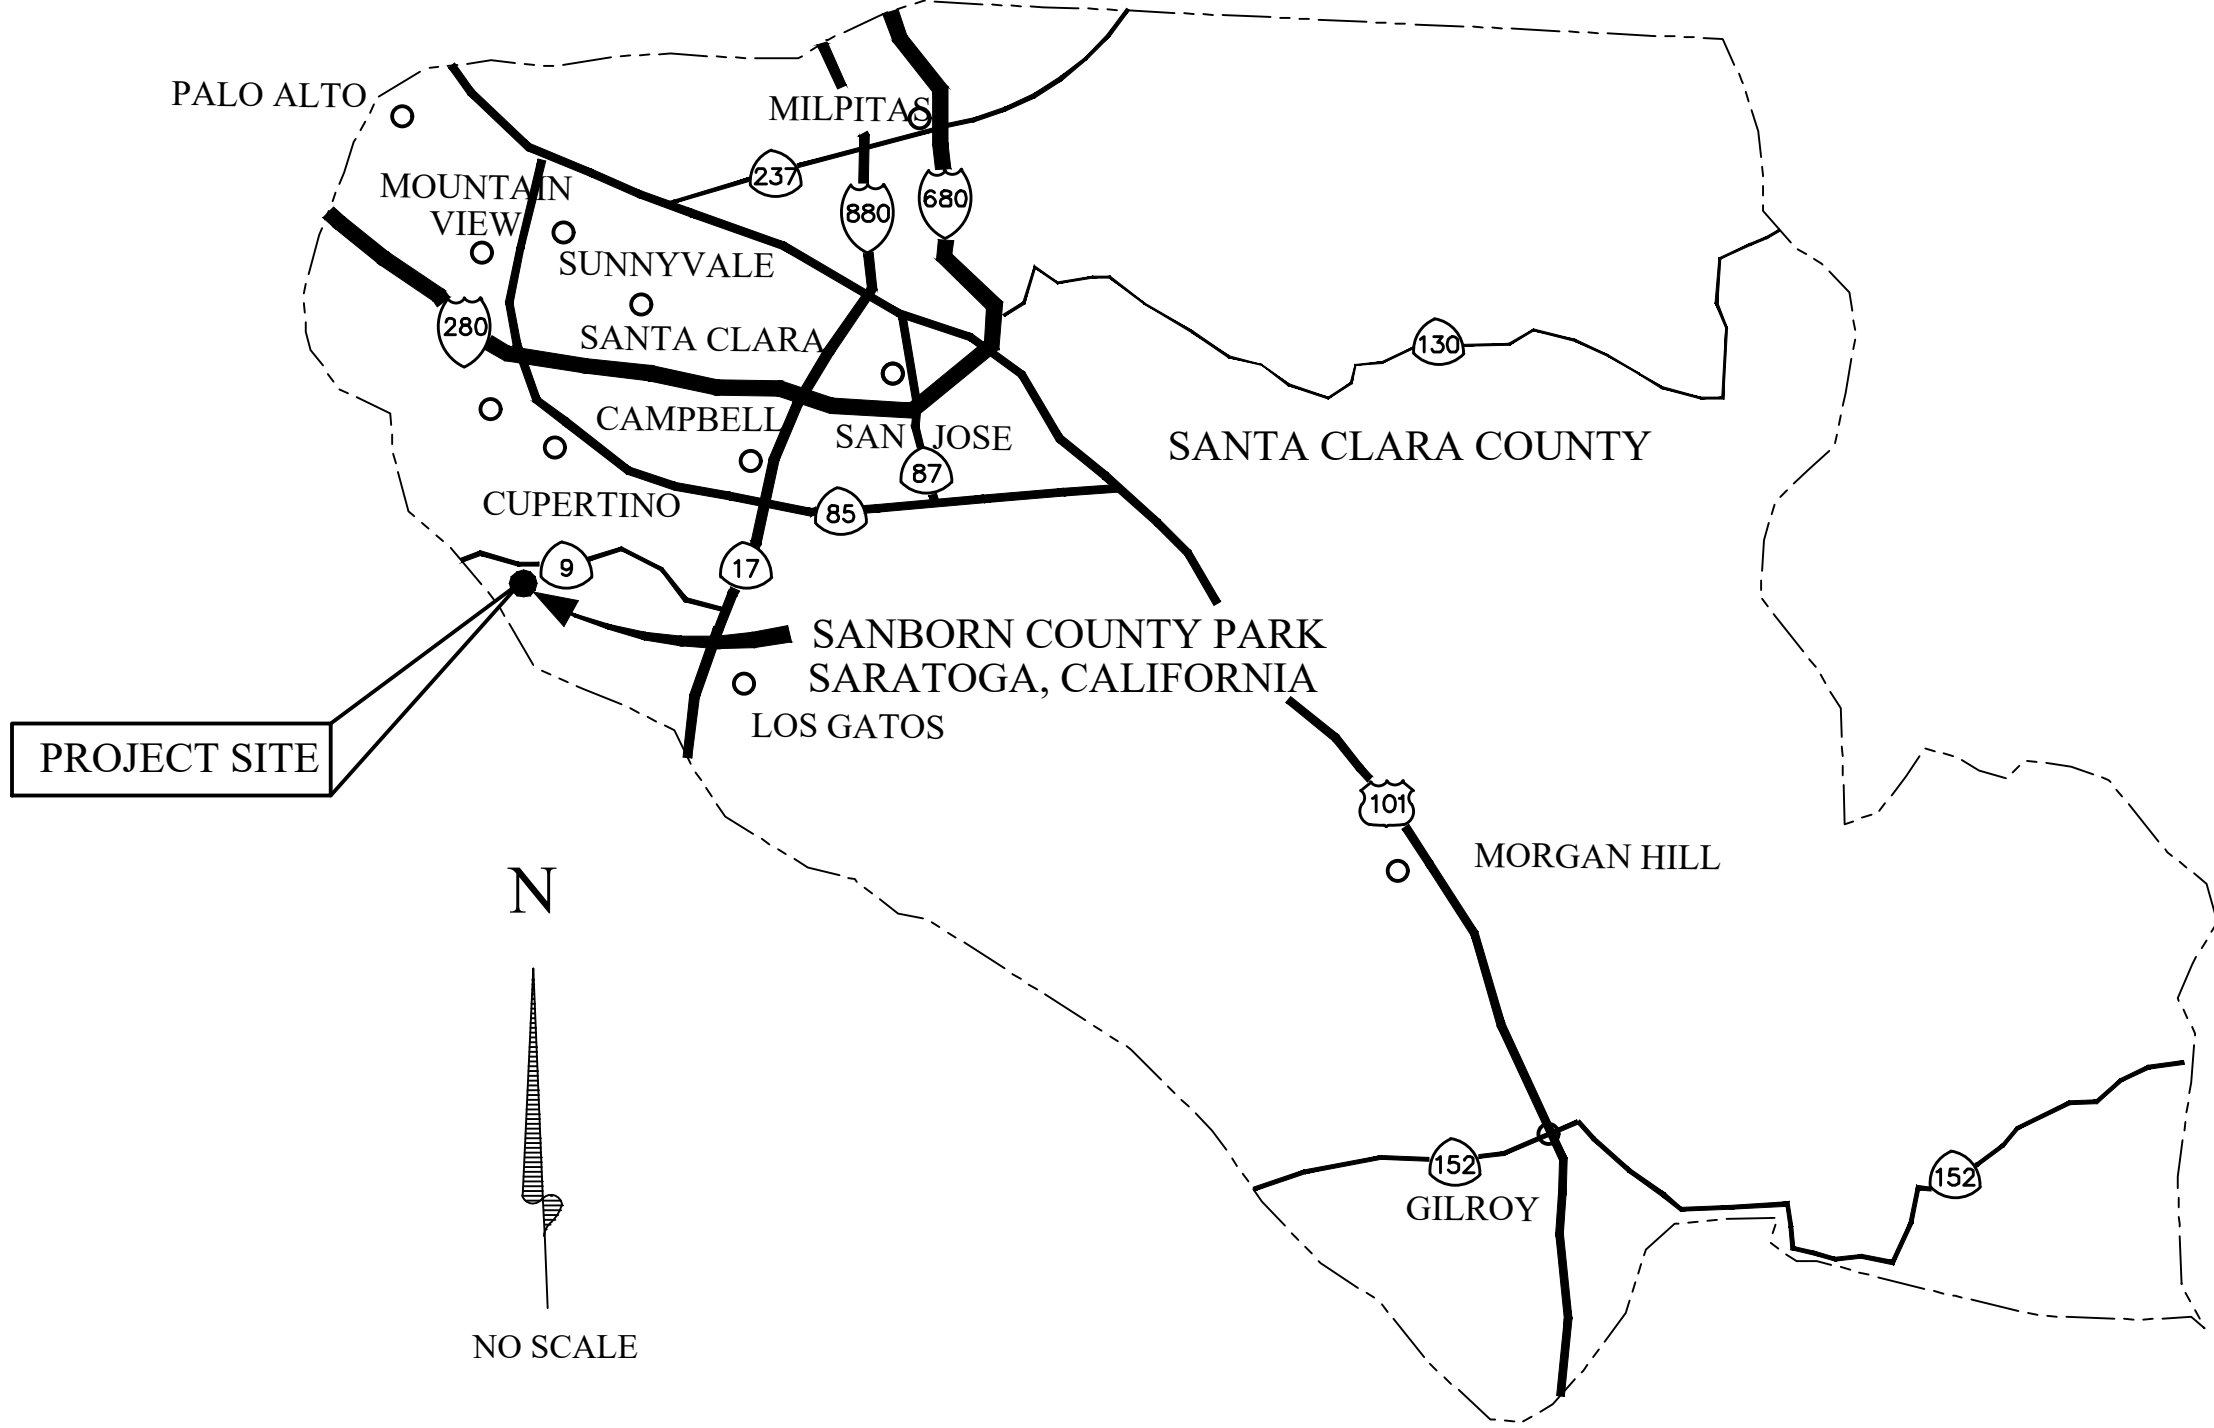 PALO ALTO
MILPITAS
237
MOUNTAIN
VIEW
880
680
SUNNYVALE
280
SANTA CLARA
130
CAMPBELL
SAN JOSE
SANTA CLARA COUNTY
87
CUPERTINO
85
9
17
SANBORN COUNTY PARK
SARATOGA, CALIFORNIA
LOS GATOS
PROJECT SITE
101
MORGAN HILL
N
152
152
GILROY
NO SCALE